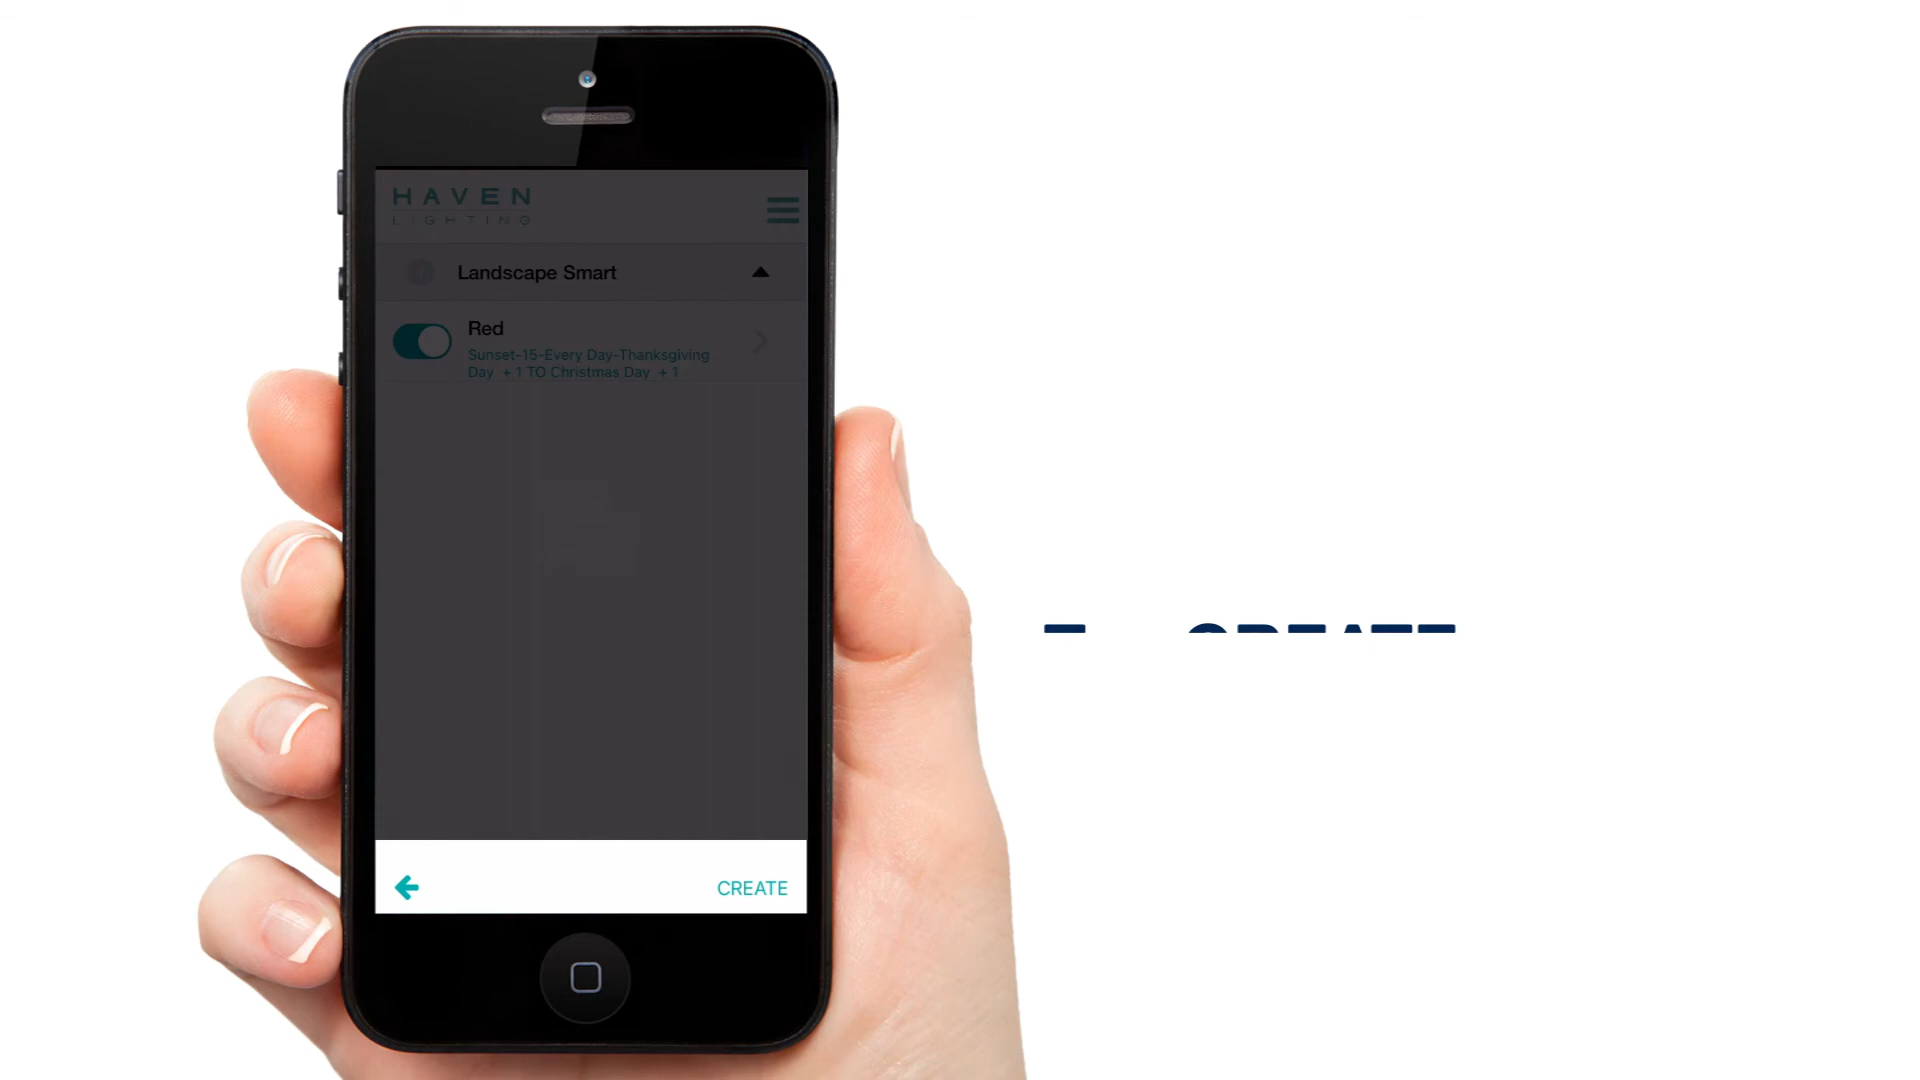 HAVEN
LIGHTING
Landscape Smart
Red
Sunset-15-Every Day-Thanksgiving
Day +1 TO Christmas Day +1
CREATE
CREATE